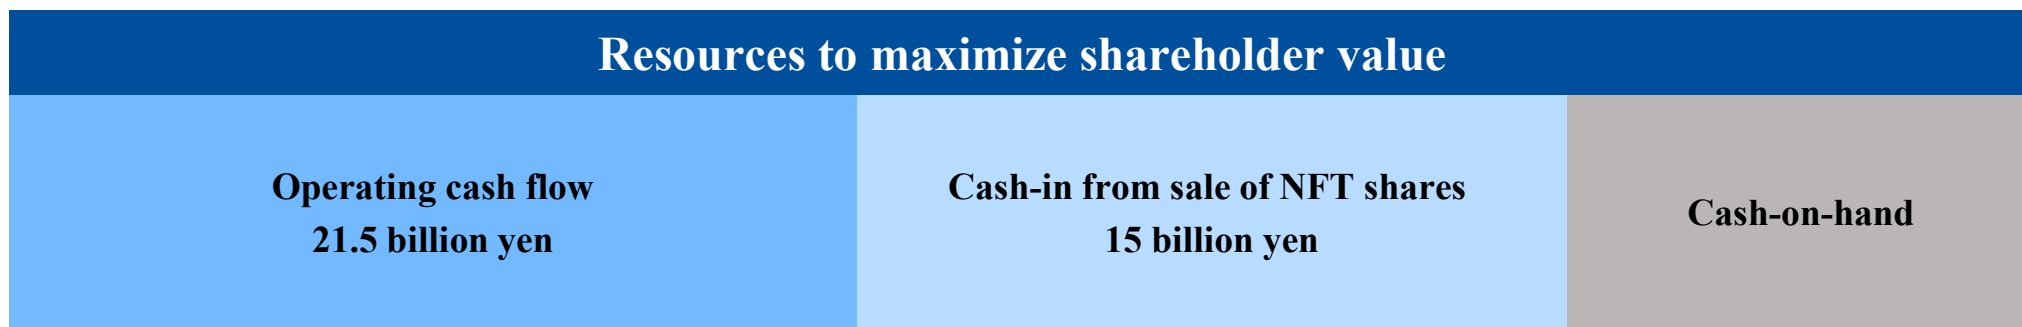 Resources to maximize shareholder value
Operating cash flow
21.5 billion yen
Cash-in from sale of NFT shares
15 billion yen
Cash-on-hand